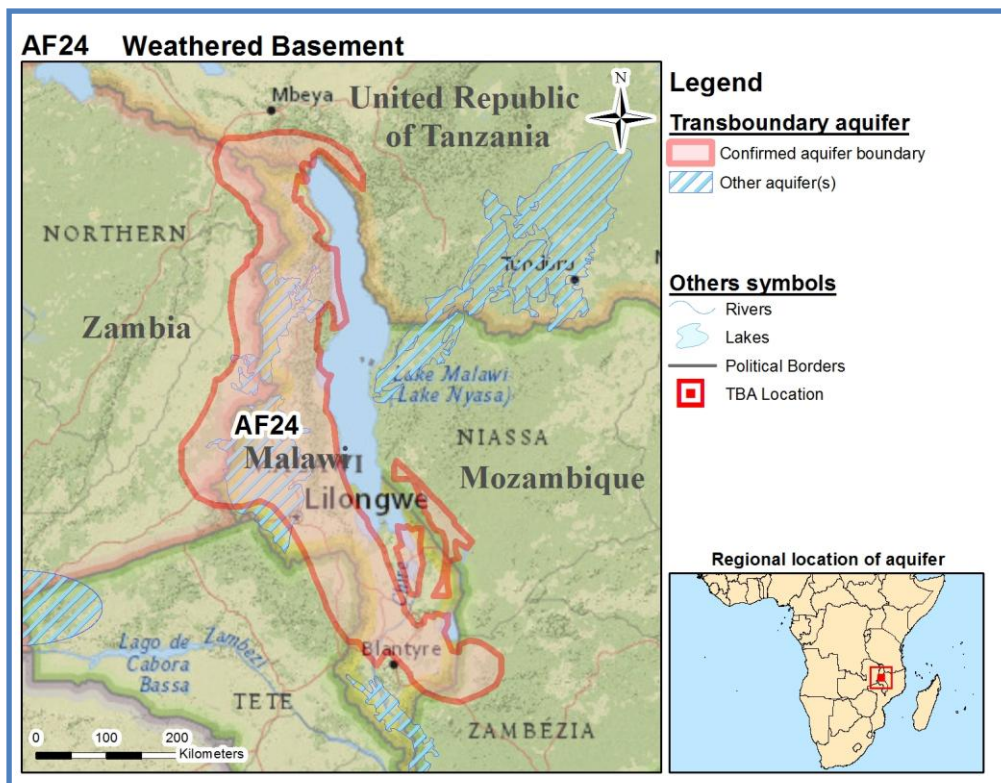 AF24 Weathered Basement
Mbeya
United Republic
of Tanzania
N
NORTHERN
Zambia
Lake Malawi
(Lake Nyasa)
AF24
Malawi
NIASSA
Mozambique
Lilongwe
Chire
Blantyre
Lago de
Cabora
Bassa
Zambezi
TETE
ZAMBÉZIA
0 100 200
Kilometers
Legend
Transboundary aquifer
Confirmed aquifer boundary
Other aquifer(s)
Others symbols
Rivers
Lakes
Political Borders
TBA Location
Regional location of aquifer